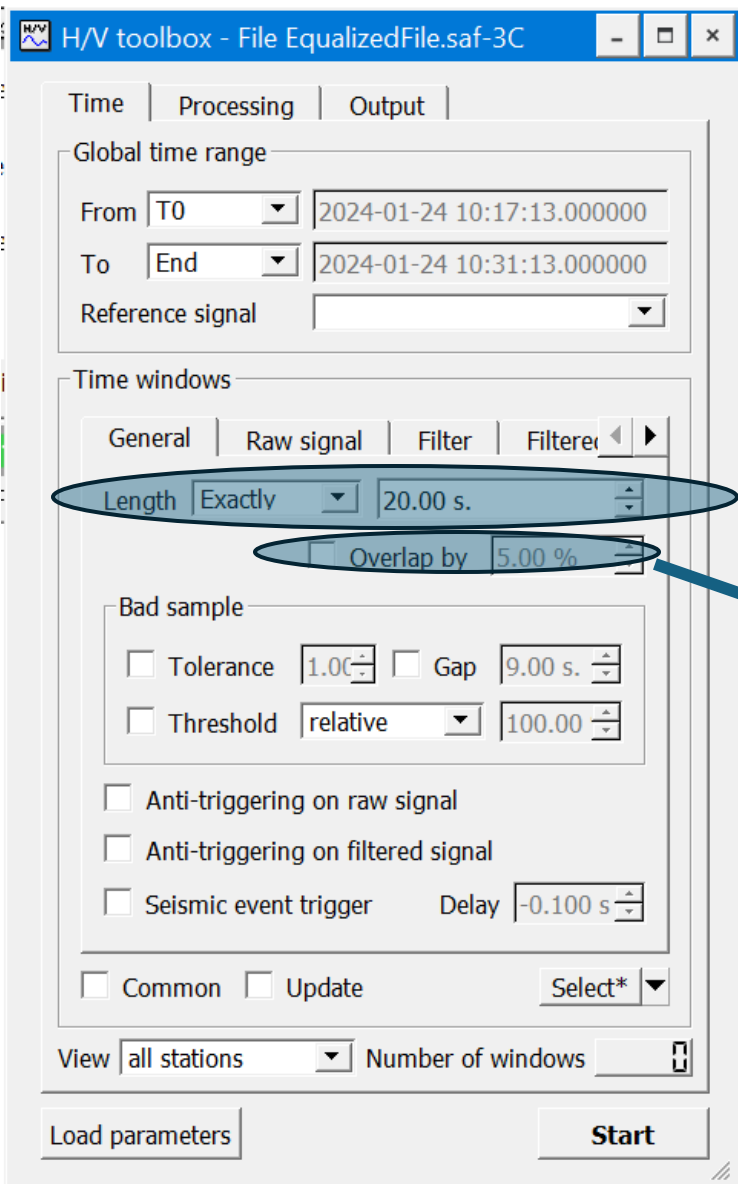 H/V toolbox - File EqualizedFile.saf-3C
Time Processing Output
Global time range
From T0 2024-01-24 10:17:13.000000
To End 2024-01-24 10:31:13.000000
Reference signal
Time windows
General Raw signal Filter Filtered
Length Exactly 20.00 s.
Overlap by 5.00 %
Bad sample
Tolerance 1.00 Gap 9.00 s.
Threshold relative 100.00
Anti-triggering on raw signal
Anti-triggering on filtered signal
Seismic event trigger Delay -0.100 s
Common Update Select*
View all stations Number of windows 0
Load parameters Start